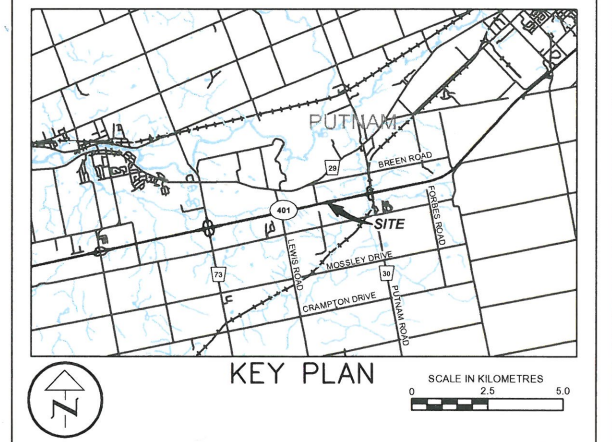 PUTNAM
BREEN ROAD
29
401
SITE
FORBES ROAD
LEWIS ROAD
MOSSLEY DRIVE
73
30
CRAMPTON DRIVE
PUTNAM ROAD
KEY PLAN
SCALE IN KILOMETRES
0 2.5 5.0
N